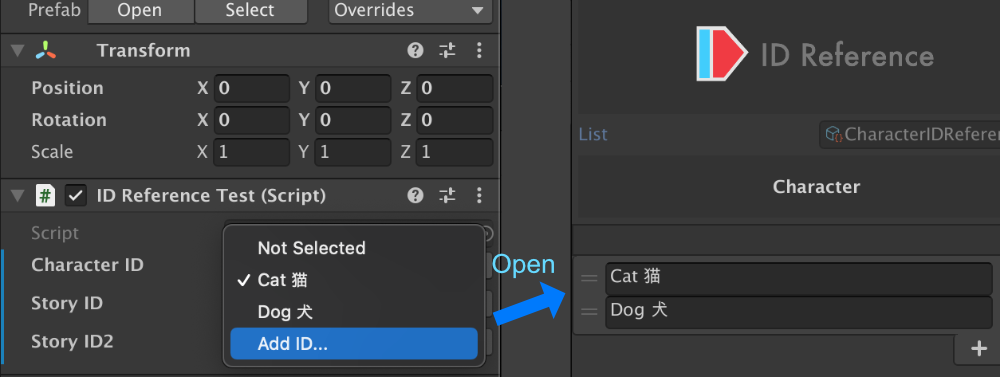 Prefab Open Select Overrides
Transform
Position X 0 Y 0 Z 0
Rotation X 0 Y 0 Z 0
Scale X 1 Y 1 Z 1
# ID Reference Test (Script)
Script
Character ID
Story ID
Story ID2
Not Selected
✓ Cat 猫
Dog 犬
Add ID...
Open
ID Reference
List CharacterIDRefere
Character
Cat 猫
Dog 犬
+